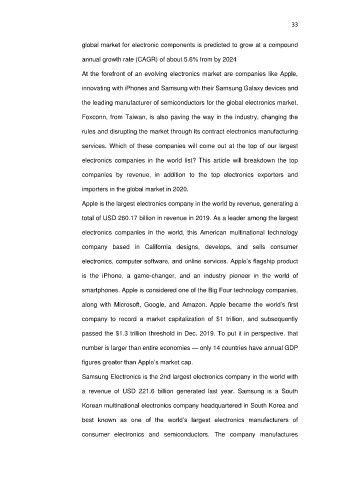 33
global market for electronic components is predicted to grow at a compound
annual growth rate (CAGR) of about 5.6% from by 2024
At the forefront of an evolving electronics market are companies like Apple,
innovating with iPhones and Samsung with their Samsung Galaxy devices and
the leading manufacturer of semiconductors for the global electronics market.
Foxconn, from Taiwan, is also paving the way in the industry, changing the
rules and disrupting the market through its contract electronics manufacturing
services. Which of these companies will come out at the top of our largest
electronics companies in the world list? This article will breakdown the top
companies by revenue, in addition to the top electronics exporters and
importers in the global market in 2020.
Apple is the largest electronics company in the world by revenue, generating a
total of USD 260.17 billion in revenue in 2019. As a leader among the largest
electronics companies in the world, this American multinational technology
company based in California designs, develops, and sells consumer
electronics, computer software, and online services. Apple's flagship product
is the iPhone, a game-changer, and an industry pioneer in the world of
smartphones. Apple is considered one of the Big Four technology companies,
along with Microsoft, Google, and Amazon. Apple became the world's first
company to record a market capitalization of $1 trillion, and subsequently
passed the $1.3 trillion threshold in Dec. 2019. To put it in perspective, that
number is larger than entire economies — only 14 countries have annual GDP
figures greater than Apple's market cap.
Samsung Electronics is the 2nd largest electronics company in the world with
a revenue of USD 221.6 billion generated last year. Samsung is a South
Korean multinational electronics company headquartered in South Korea and
best known as one of the world's largest electronics manufacturers of
consumer electronics and semiconductors. The company manufactures